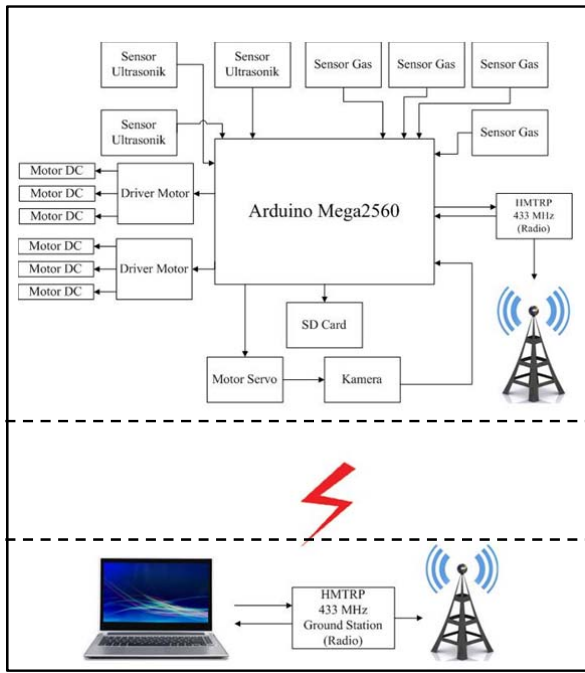 Sensor
Ultrasonik
Sensor
Ultrasonik
Sensor Gas
Sensor Gas
Sensor Gas
Sensor
Ultrasonik
Sensor Gas
Motor DC
Motor DC
Motor DC
Driver Motor
Arduino Mega2560
HMTRP
433 MHz
(Radio)
Motor DC
Motor DC
Motor DC
Driver Motor
SD Card
Motor Servo
Kamera
HMTRP
433 MHz
Ground Station
(Radio)